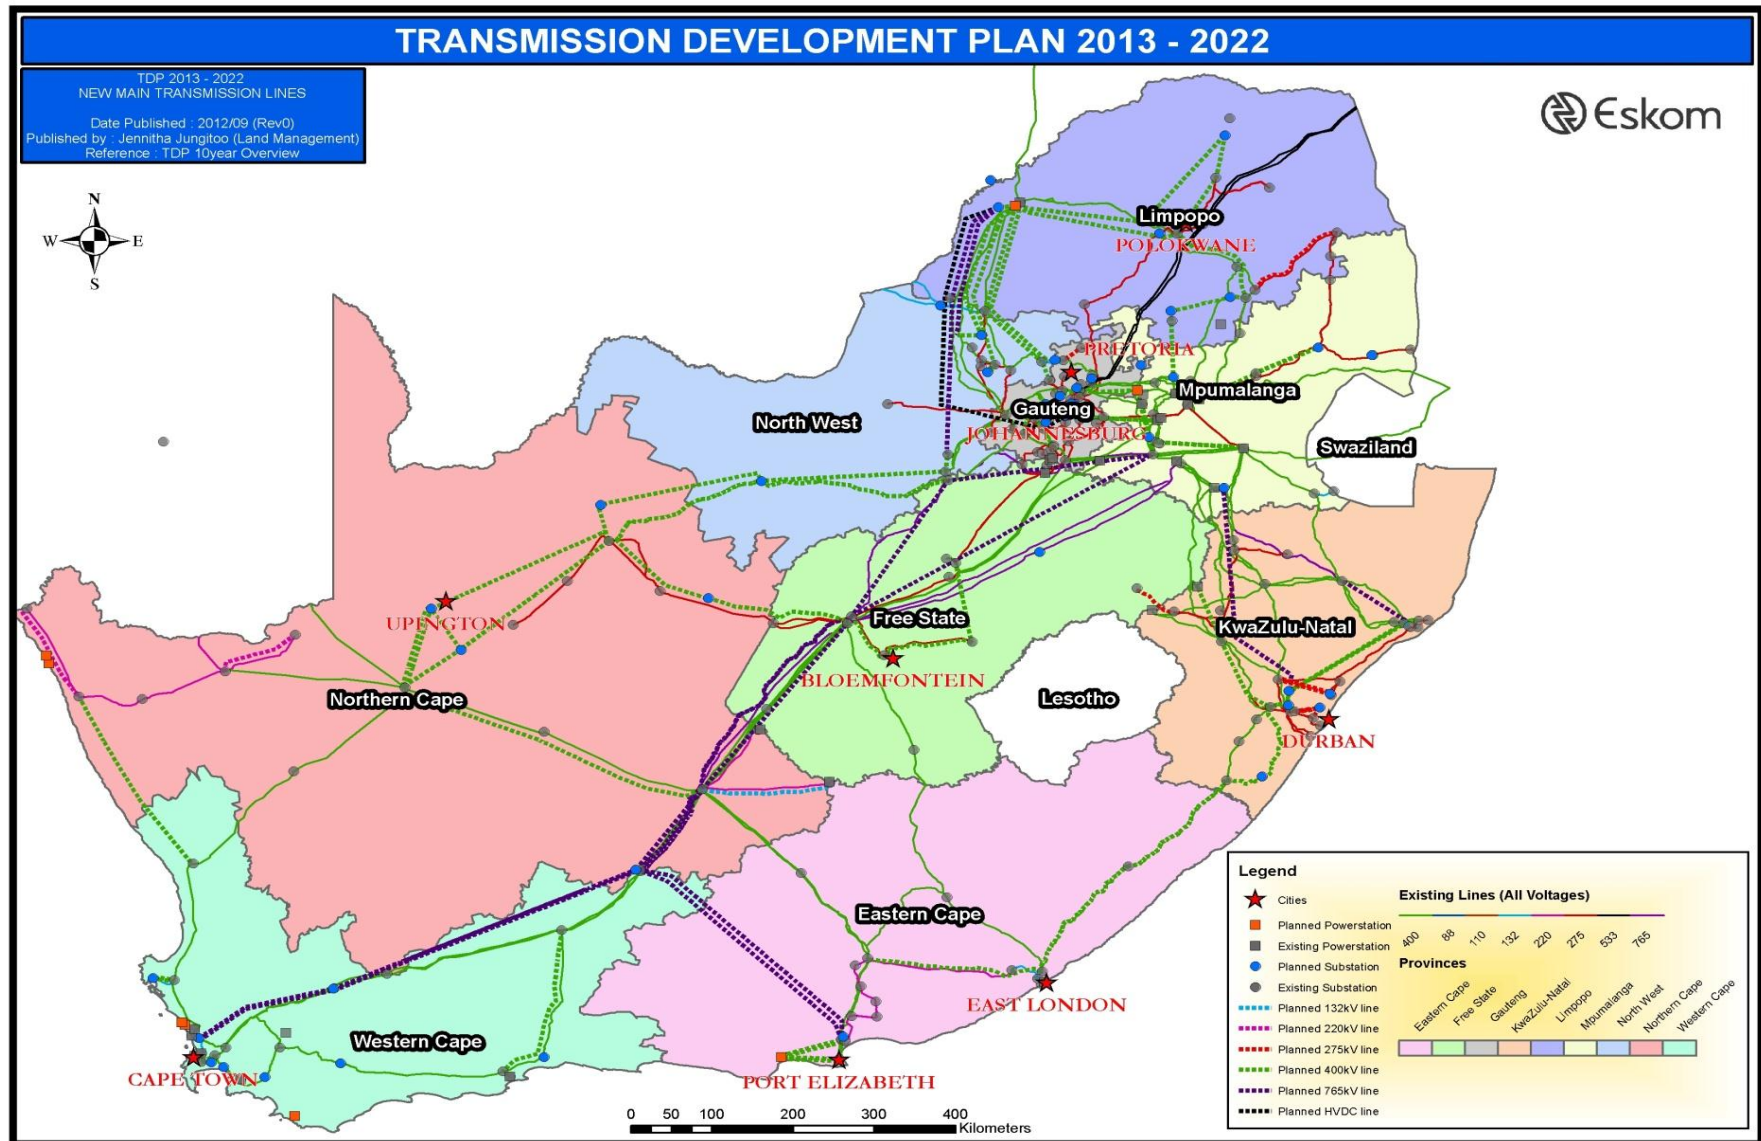 TRANSMISSION DEVELOPMENT PLAN 2013 - 2022
TDP 2013 - 2022
NEW MAIN TRANSMISSION LINES
Date Published : 2012/09 (Rev0)
Published by : Jennitha Jungitoo (Land Management)
Reference : TDP 10year Overview
Eskom
N
W E
S
Limpopo
POLOKWANE
PRETORIA
Mpumalanga
Gauteng
North West
JOHANNESBURG
Swaziland
UPINGTON
Free State
KwaZulu-Natal
BLOEMFONTEIN
Northern Cape
Lesotho
DURBAN
Eastern Cape
EAST LONDON
Western Cape
CAPE TOWN
PORT ELIZABETH
0 50 100 200 300 400
Kilometers
Legend
Cities
Planned Powerstation
Existing Powerstation
Planned Substation
Existing Substation
Planned 132kV line
Planned 220kV line
Planned 275kV line
Planned 400kV line
Planned 765kV line
Planned HVDC line
Existing Lines (All Voltages)
400 88 110 132 220 275 533 765
Provinces
Eastern Cape
Free State
Gauteng
KwaZulu-Natal
Limpopo
Mpumalanga
North West
Northern Cape
Western Cape